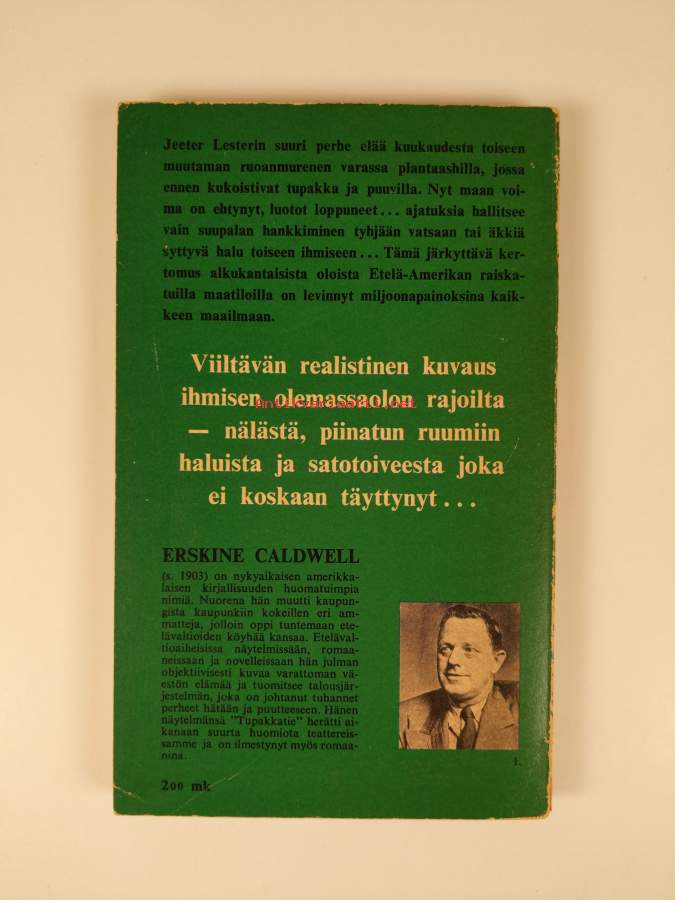 Jeeter Lesterin suuri perhe elää kuukaudesta toiseen
muutaman ruoanmurenen varassa plantaashilla, jossa
ennen kukoistivat tupakka ja puuvilla. Nyt maan voi-
ma on ehtynyt, luotot loppuneet... ajatuksia hallitsee
vain suupalan hankkiminen tyhjään vatsaan tai äkkiä
syttyvä halu toiseen ihmiseen... Tämä järkyttävä ker-
tomus alkukantaisista oloista Etelä-Amerikan raiska-
tuilla maatiloilla on levinnyt miljoonapainoksina kaik-
keen maailmaan.
Viiltävän realistinen kuvaus
ihmisen olemassaolon rajoilta
antikvariaatti.net
— nälästä, piinatun ruumiin
haluista ja satotoiveesta joka
ei koskaan täyttynyt...
ERSKINE CALDWELL
(s. 1903) on nykyaikaisen amerikka-
laisen kirjallisuuden huomatuimpia
nimiä. Nuorena hän muutti kaupun-
gista kaupunkiin kokeillen eri am-
matteja, jolloin oppi tuntemaan ete-
lävaltioiden köyhää kansaa. Eteläval-
tioaiheisissa näytelmissään, romaa-
neissaan ja novelleissaan hän julman
objektiivisesti kuvaa varattoman vä-
estön elämää ja tuomitsee talousjär-
jestelmän, joka on johtanut tuhannet
perheet hätään ja puutteeseen. Hänen
näytelmänsä "Tupakkatie" herätti ai-
kanaan suurta huomiota teattereis-
samme ja on ilmestynyt myös romaa-
nina.
1.
200 mk